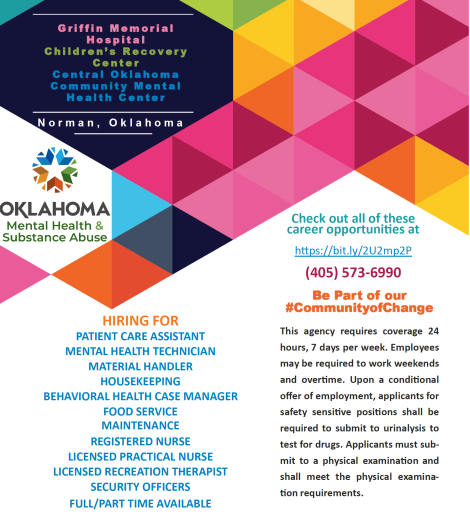 Griffin Memorial
Hospital
Children's Recovery
Center
Central Oklahoma
Community Mental
Health Center
Norman, Oklahoma
OKLAHOMA
Mental Health &
Substance Abuse
Check out all of these
career opportunities at
https://bit.ly/2U2mp2P
(405) 573-6990
Be Part of our
#CommunityofChange
HIRING FOR
PATIENT CARE ASSISTANT
MENTAL HEALTH TECHNICIAN
MATERIAL HANDLER
HOUSEKEEPING
BEHAVIORAL HEALTH CASE MANAGER
FOOD SERVICE
MAINTENANCE
REGISTERED NURSE
LICENSED PRACTICAL NURSE
LICENSED RECREATION THERAPIST
SECURITY OFFICERS
FULL/PART TIME AVAILABLE
This agency requires coverage 24
hours, 7 days per week. Employees
may be required to work weekends
and overtime. Upon a conditional
offer of employment, applicants for
safety sensitive positions shall be
required to submit to urinalysis to
test for drugs. Applicants must sub-
mit to a physical examination and
shall meet the physical examina-
tion requirements.